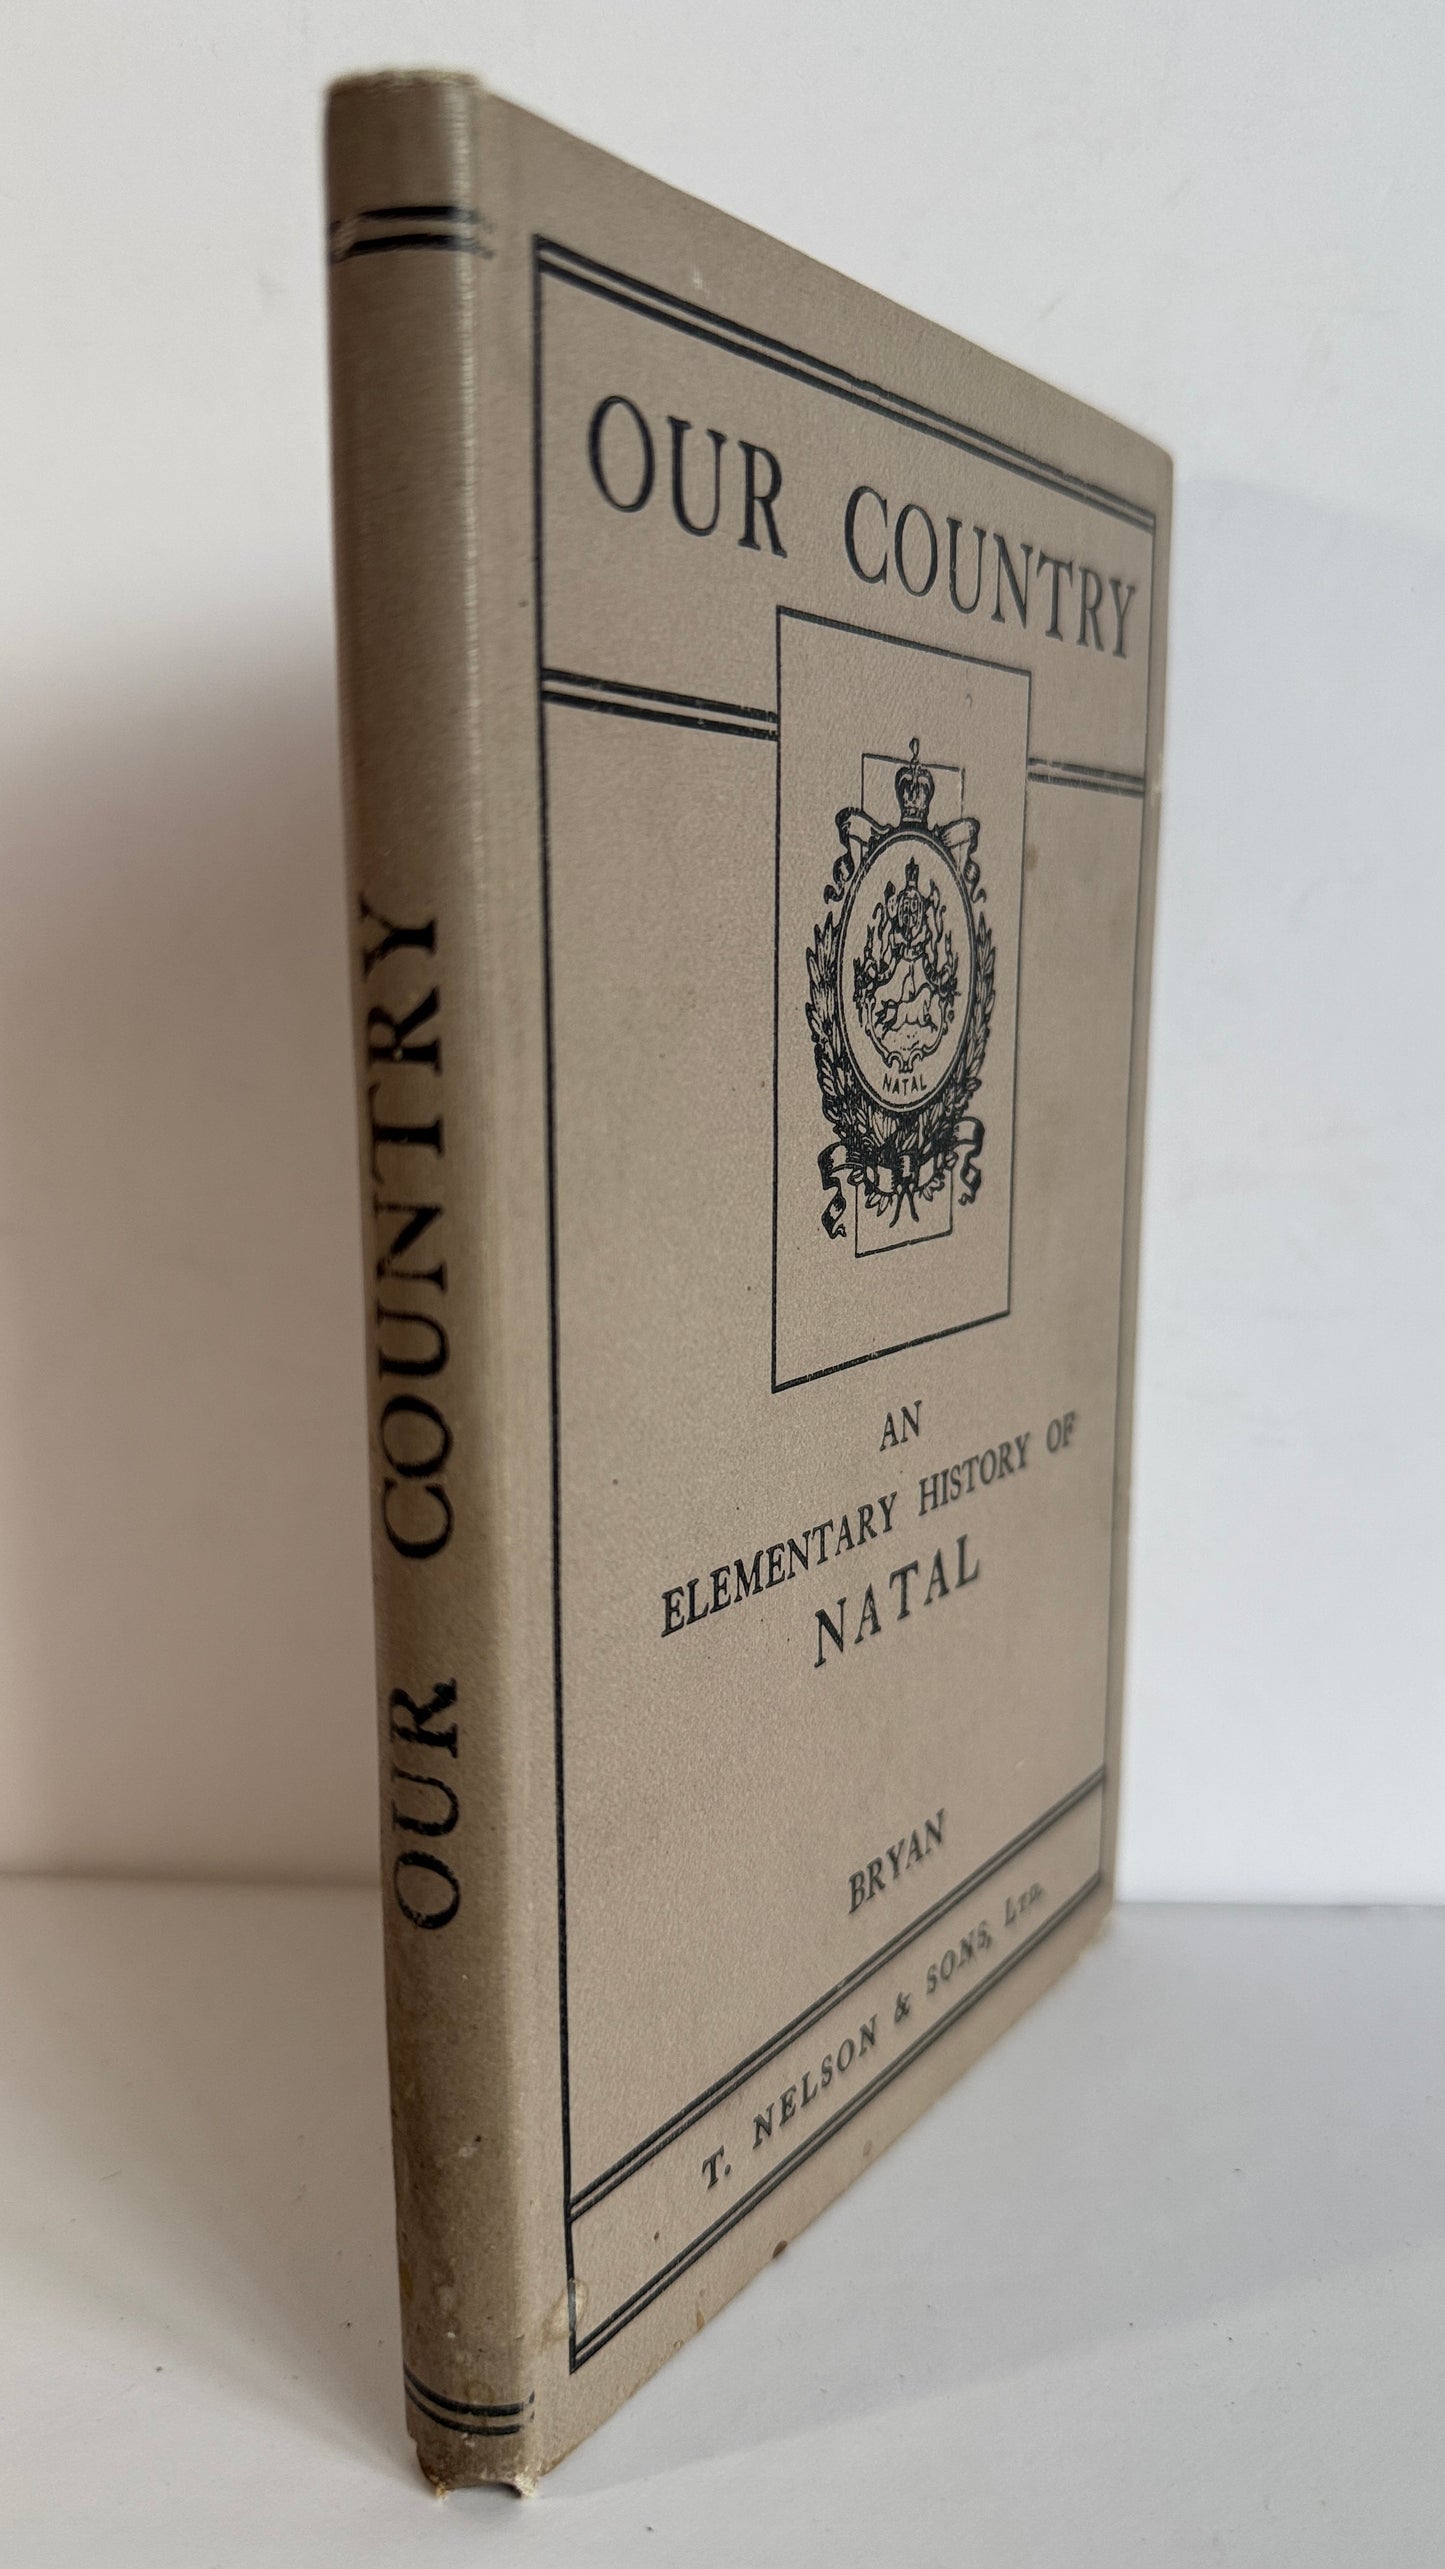 OUR COUNTRY
OUR COUNTRY
NATAL
AN
ELEMENTARY HISTORY OF
NATAL
BRYAN
T. NELSON & SONS, LTD.